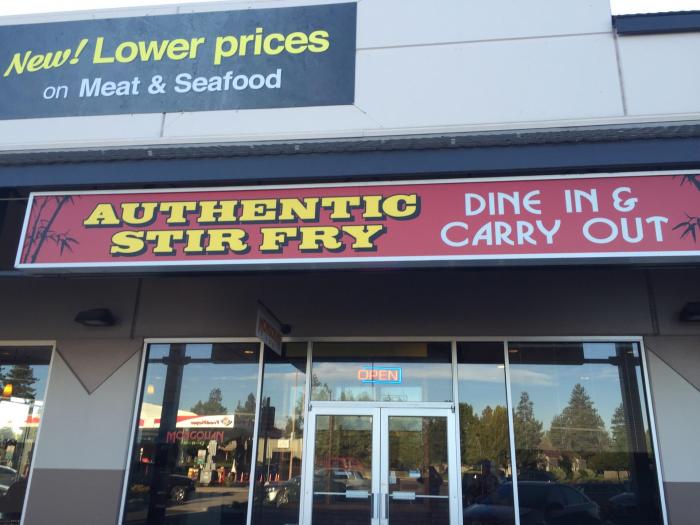 New! Lower prices
on Meat & Seafood
AUTHENTIC
STIR FRY
DINE IN &
CARRY OUT
OPEN
MONGOLIAN